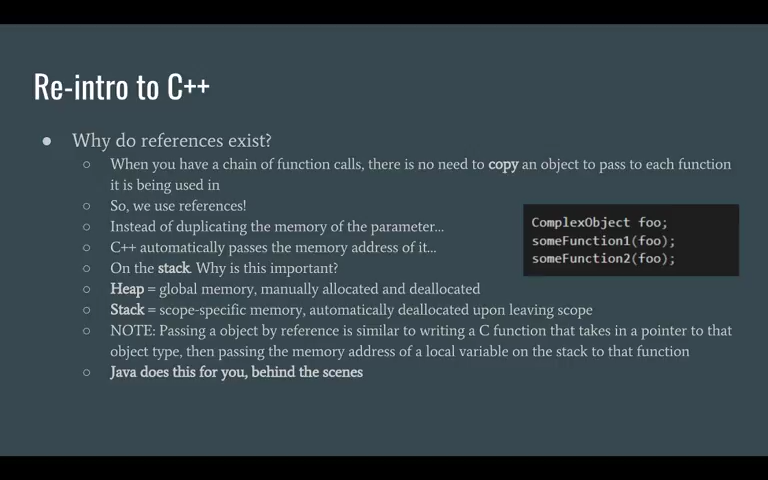 Re-intro to C++
● Why do references exist?
○ When you have a chain of function calls, there is no need to copy an object to pass to each function
it is being used in
○ So, we use references!
○ Instead of duplicating the memory of the parameter...
○ C++ automatically passes the memory address of it...
○ On the stack. Why is this important?
○ Heap = global memory, manually allocated and deallocated
○ Stack = scope-specific memory, automatically deallocated upon leaving scope
○ NOTE: Passing a object by reference is similar to writing a C function that takes in a pointer to that
object type, then passing the memory address of a local variable on the stack to that function
○ Java does this for you, behind the scenes
ComplexObject foo;
someFunction1(foo);
someFunction2(foo);